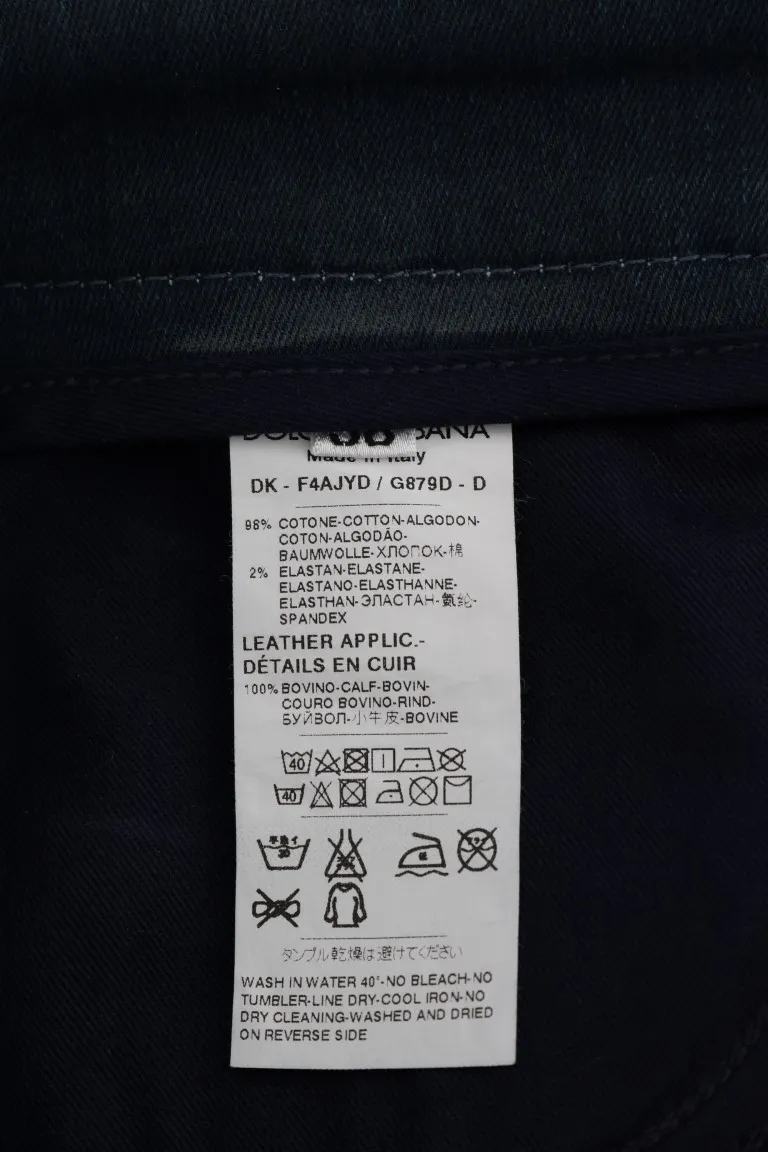 Made in Italy
DK - F4AJYD / G879D - D
98% COTONE-COTTON-ALGODON-
COTON-ALGODÃO-
BAUMWOLLE-ХЛОПОК-棉
2% ELASTAN-ELASTANE-
ELASTANO-ELASTHANNE-
ELASTHAN-ЭЛАСТАН-氨纶-
SPANDEX
LEATHER APPLIC.-
DÉTAILS EN CUIR
100% BOVINO-CALF-BOVIN-
COURO BOVINO-RIND-
БУЙВОЛ-小牛皮-BOVINE
40
40
手洗イ
30
タンブル乾燥は避けてください
WASH IN WATER 40°-NO BLEACH-NO
TUMBLER-LINE DRY-COOL IRON-NO
DRY CLEANING-WASHED AND DRIED
ON REVERSE SIDE